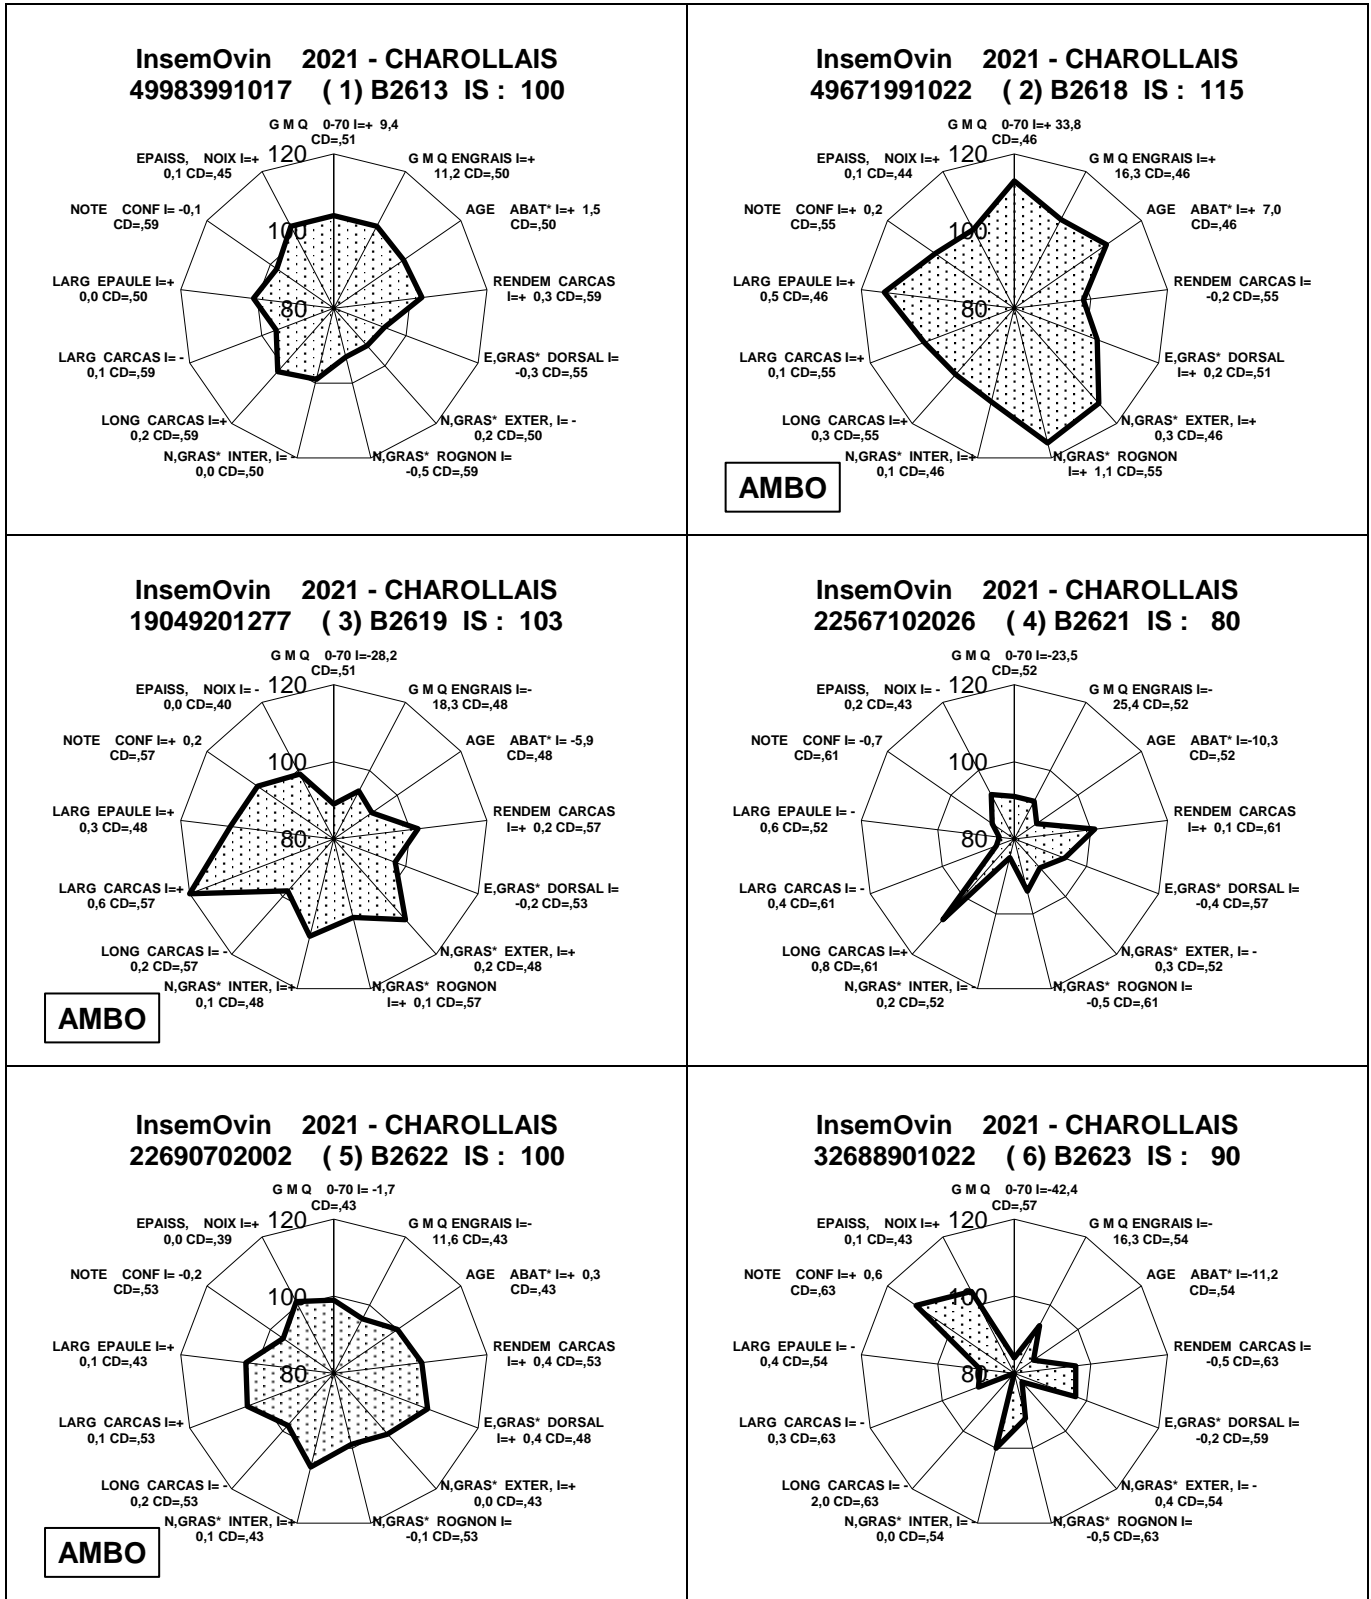 InsemOvin 2021 - CHAROLLAIS
49983991017 ( 1) B2613 IS : 100
G M Q 0-70 I=+ 9,4
CD=,51
G M Q ENGRAIS I=+
11,2 CD=,50
AGE ABAT* I=+ 1,5
CD=,50
RENDEM CARCAS
I=+ 0,3 CD=,59
E,GRAS* DORSAL I=
-0,3 CD=,55
N,GRAS* EXTER, I= -
0,2 CD=,50
N,GRAS* ROGNON I=
-0,5 CD=,59
N,GRAS* INTER, I= -
0,0 CD=,50
LONG CARCAS I=+
0,2 CD=,59
LARG CARCAS I= -
0,1 CD=,59
LARG EPAULE I=+
0,0 CD=,50
NOTE CONF I= -0,1
CD=,59
EPAISS, NOIX I=+
0,1 CD=,45
120
100
80
InsemOvin 2021 - CHAROLLAIS
49671991022 ( 2) B2618 IS : 115
G M Q 0-70 I=+ 33,8
CD=,46
G M Q ENGRAIS I=+
16,3 CD=,46
AGE ABAT* I=+ 7,0
CD=,46
RENDEM CARCAS I=
-0,2 CD=,55
E,GRAS* DORSAL
I=+ 0,2 CD=,51
N,GRAS* EXTER, I=+
0,3 CD=,46
N,GRAS* ROGNON
I=+ 1,1 CD=,55
N,GRAS* INTER, I=+
0,1 CD=,46
LONG CARCAS I=+
0,3 CD=,55
LARG CARCAS I=+
0,1 CD=,55
LARG EPAULE I=+
0,5 CD=,46
NOTE CONF I=+ 0,2
CD=,55
EPAISS, NOIX I=+
0,1 CD=,44
120
100
80
AMBO
InsemOvin 2021 - CHAROLLAIS
19049201277 ( 3) B2619 IS : 103
G M Q 0-70 I=-28,2
CD=,51
G M Q ENGRAIS I=-
18,3 CD=,48
AGE ABAT* I= -5,9
CD=,48
RENDEM CARCAS
I=+ 0,2 CD=,57
E,GRAS* DORSAL I=
-0,2 CD=,53
N,GRAS* EXTER, I=+
0,2 CD=,48
N,GRAS* ROGNON
I=+ 0,1 CD=,57
N,GRAS* INTER, I=+
0,1 CD=,48
LONG CARCAS I= -
0,2 CD=,57
LARG CARCAS I=+
0,6 CD=,57
LARG EPAULE I=+
0,3 CD=,48
NOTE CONF I=+ 0,2
CD=,57
EPAISS, NOIX I= -
0,0 CD=,40
120
100
80
AMBO
InsemOvin 2021 - CHAROLLAIS
22567102026 ( 4) B2621 IS : 80
G M Q 0-70 I=-23,5
CD=,52
G M Q ENGRAIS I=-
25,4 CD=,52
AGE ABAT* I=-10,3
CD=,52
RENDEM CARCAS
I=+ 0,1 CD=,61
E,GRAS* DORSAL I=
-0,4 CD=,57
N,GRAS* EXTER, I= -
0,3 CD=,52
N,GRAS* ROGNON I=
-0,5 CD=,61
N,GRAS* INTER, I= -
0,2 CD=,52
LONG CARCAS I=+
0,8 CD=,61
LARG CARCAS I= -
0,4 CD=,61
LARG EPAULE I= -
0,6 CD=,52
NOTE CONF I= -0,7
CD=,61
EPAISS, NOIX I= -
0,2 CD=,43
120
100
80
InsemOvin 2021 - CHAROLLAIS
22690702002 ( 5) B2622 IS : 100
G M Q 0-70 I= -1,7
CD=,43
G M Q ENGRAIS I=-
11,6 CD=,43
AGE ABAT* I=+ 0,3
CD=,43
RENDEM CARCAS
I=+ 0,4 CD=,53
E,GRAS* DORSAL
I=+ 0,4 CD=,48
N,GRAS* EXTER, I=+
0,0 CD=,43
N,GRAS* ROGNON I=
-0,1 CD=,53
N,GRAS* INTER, I=+
0,1 CD=,43
LONG CARCAS I= -
0,2 CD=,53
LARG CARCAS I=+
0,1 CD=,53
LARG EPAULE I=+
0,1 CD=,43
NOTE CONF I= -0,2
CD=,53
EPAISS, NOIX I=+
0,0 CD=,39
120
100
80
AMBO
InsemOvin 2021 - CHAROLLAIS
32688901022 ( 6) B2623 IS : 90
G M Q 0-70 I=-42,4
CD=,57
G M Q ENGRAIS I=-
16,3 CD=,54
AGE ABAT* I=-11,2
CD=,54
RENDEM CARCAS I=
-0,5 CD=,63
E,GRAS* DORSAL I=
-0,2 CD=,59
N,GRAS* EXTER, I= -
0,4 CD=,54
N,GRAS* ROGNON I=
-0,5 CD=,63
N,GRAS* INTER, I= -
0,0 CD=,54
LONG CARCAS I= -
2,0 CD=,63
LARG CARCAS I= -
0,3 CD=,63
LARG EPAULE I= -
0,4 CD=,54
NOTE CONF I=+ 0,6
CD=,63
EPAISS, NOIX I=+
0,1 CD=,43
120
100
80